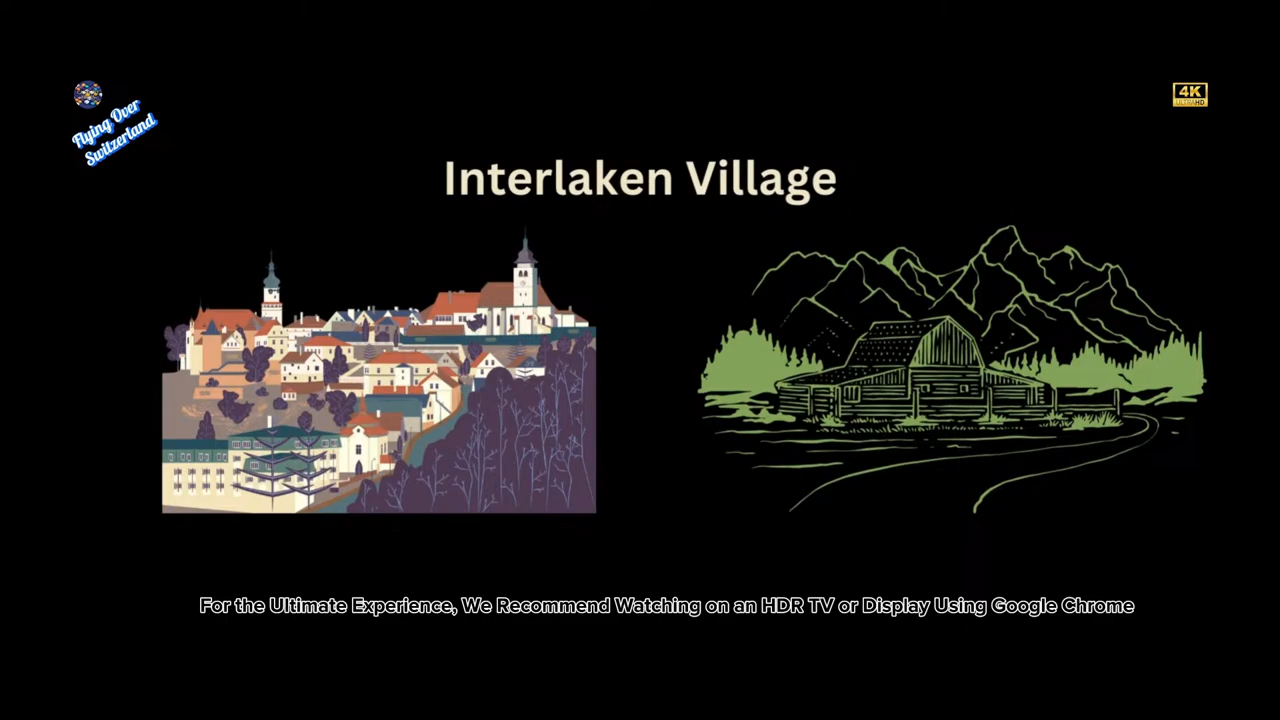 Flying Over
Switzerland
4K
ULTRAHD
Interlaken Village
For the Ultimate Experience, We Recommend Watching on an HDR TV or Display Using Google Chrome